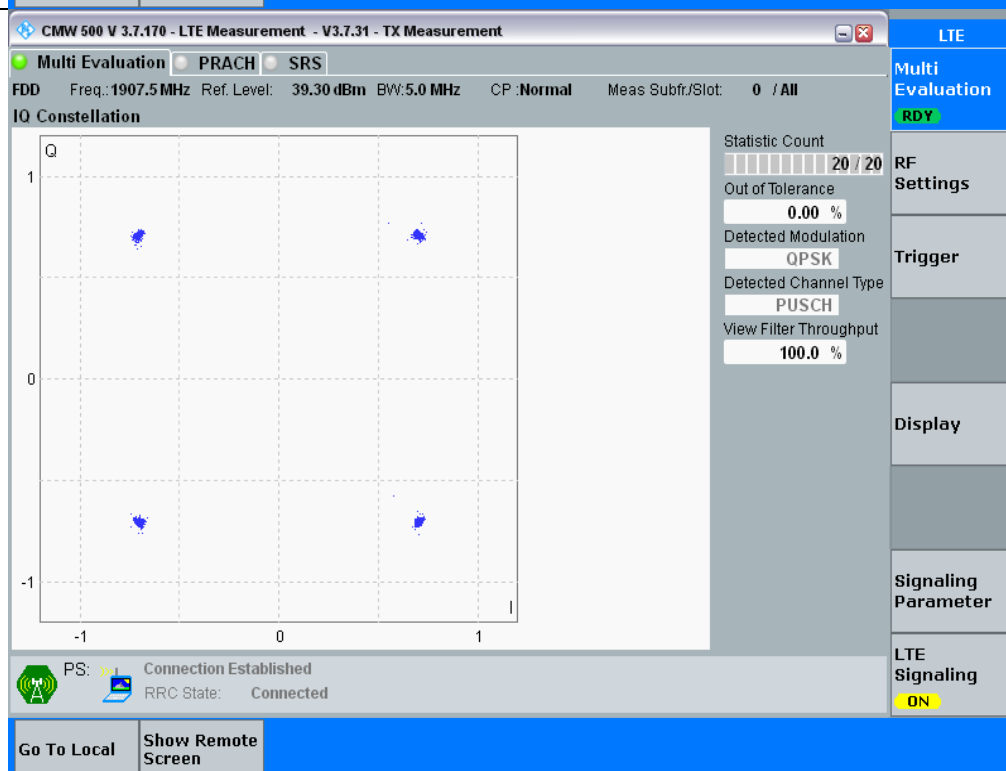 CMW 500 V 3.7.170 - LTE Measurement - V3.7.31 - TX Measurement
Multi Evaluation PRACH SRS
FDD Freq.: 1907.5 MHz Ref. Level: 39.30 dBm BW: 5.0 MHz CP : Normal Meas Subfr./Slot: 0 / All
IQ Constellation
Q
1
0
-1
I
-1 0 1
Statistic Count
20 / 20
Out of Tolerance
0.00 %
Detected Modulation
QPSK
Detected Channel Type
PUSCH
View Filter Throughput
100.0 %
PS: Connection Established
RRC State: Connected
LTE
Multi
Evaluation
RDY
RF
Settings
Trigger
Display
Signaling
Parameter
LTE
Signaling
ON
Go To Local
Show Remote
Screen